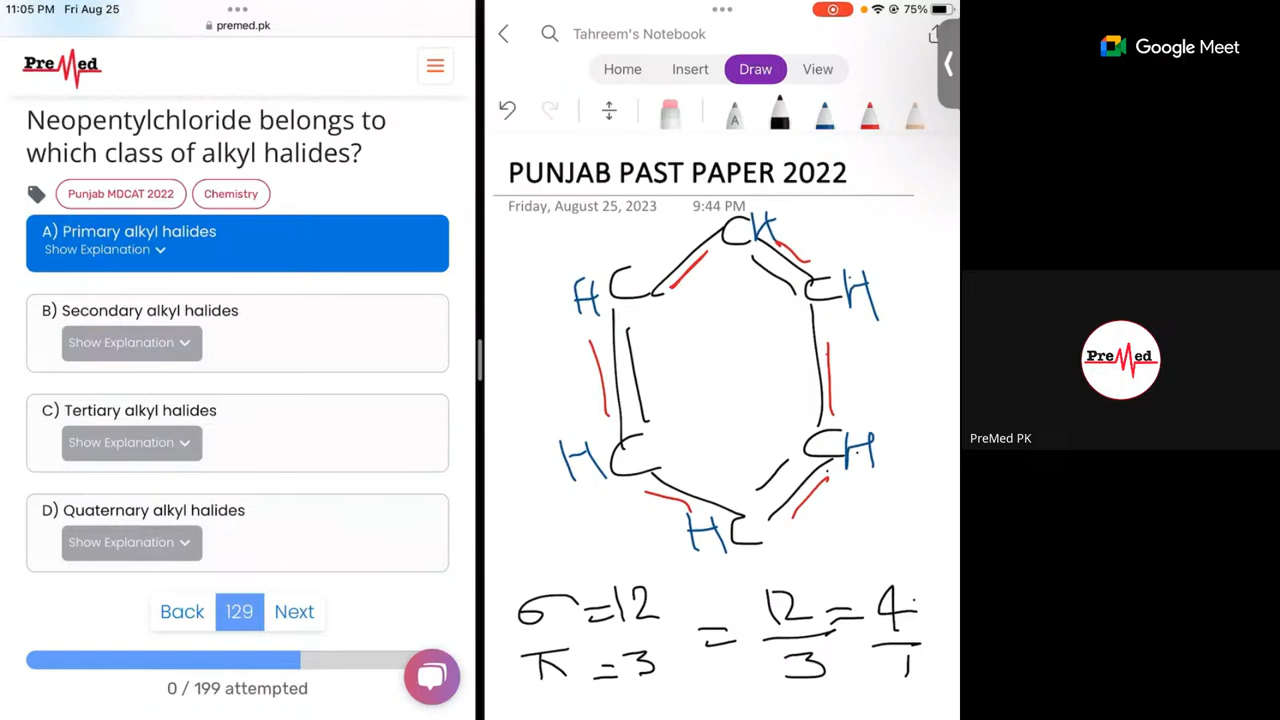 11:05 PM Fri Aug 25
premed.pk
PreMed
Neopentylchloride belongs to
which class of alkyl halides?
Punjab MDCAT 2022
Chemistry
A) Primary alkyl halides
Show Explanation
B) Secondary alkyl halides
Show Explanation
C) Tertiary alkyl halides
Show Explanation
D) Quaternary alkyl halides
Show Explanation
Back 129 Next
0 / 199 attempted
75%
Tahreem's Notebook
Home Insert Draw View
A
PUNJAB PAST PAPER 2022
Friday, August 25, 2023 9:44 PM
CH
H C CH
H C CH
H C
σ = 12
π = 3
= 12/3 = 4/1
Google Meet
PreMed
PreMed PK